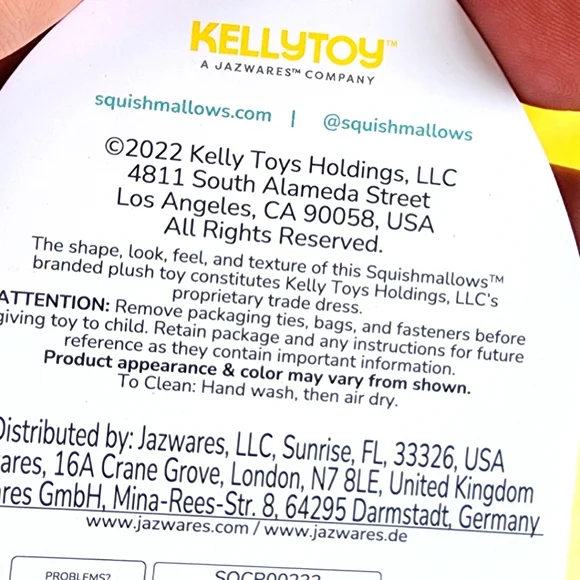 KELLYTOY™
A JAZWARES™ COMPANY
squishmallows.com | @squishmallows
©2022 Kelly Toys Holdings, LLC
4811 South Alameda Street
Los Angeles, CA 90058, USA
All Rights Reserved.
The shape, look, feel, and texture of this Squishmallows™
branded plush toy constitutes Kelly Toys Holdings, LLC's
proprietary trade dress.
ATTENTION: Remove packaging ties, bags, and fasteners before
giving toy to child. Retain package and any instructions for future
reference as they contain important information.
Product appearance & color may vary from shown.
To Clean: Hand wash, then air dry.
Distributed by: Jazwares, LLC, Sunrise, FL, 33326, USA
ares, 16A Crane Grove, London, N7 8LE, United Kingdom
res GmbH, Mina-Rees-Str. 8, 64295 Darmstadt, Germany
www.jazwares.com / www.jazwares.de
PROBLEMS?